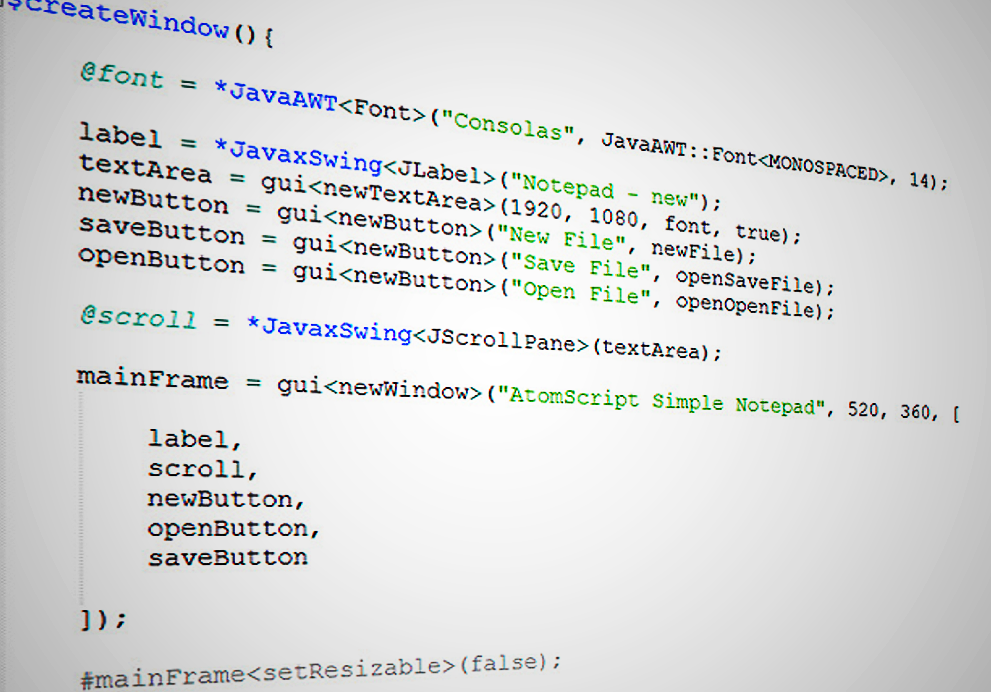 $createWindow(){
@font = *JavaAWT<Font>("Consolas", JavaAWT::Font<MONOSPACED>, 14);
label = *JavaxSwing<JLabel>("Notepad - new");
textArea = gui<newTextArea>(1920, 1080, font, true);
newButton = gui<newButton>("New File", newFile);
saveButton = gui<newButton>("Save File", openSaveFile);
openButton = gui<newButton>("Open File", openOpenFile);
@scroll = *JavaxSwing<JScrollPane>(textArea);
mainFrame = gui<newWindow>("AtomScript Simple Notepad", 520, 360, [
label,
scroll,
newButton,
openButton,
saveButton
]);
#mainFrame<setResizable>(false);